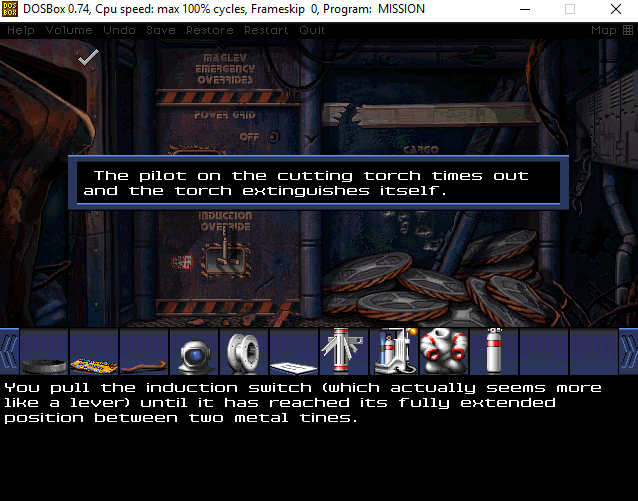 DOSBox 0.74, Cpu speed: max 100% cycles, Frameskip 0, Program: MISSION
Help Volume Undo Save Restore Restart Quit Map
MAGLEV
EMERGENCY
OVERRIDES
POWER GRID
OFF
CARGO
The pilot on the cutting torch times out
and the torch extinguishes itself.
INDUCTION
OVERRIDE
You pull the induction switch (which actually seems more
like a lever) until it has reached its fully extended
position between two metal tines.